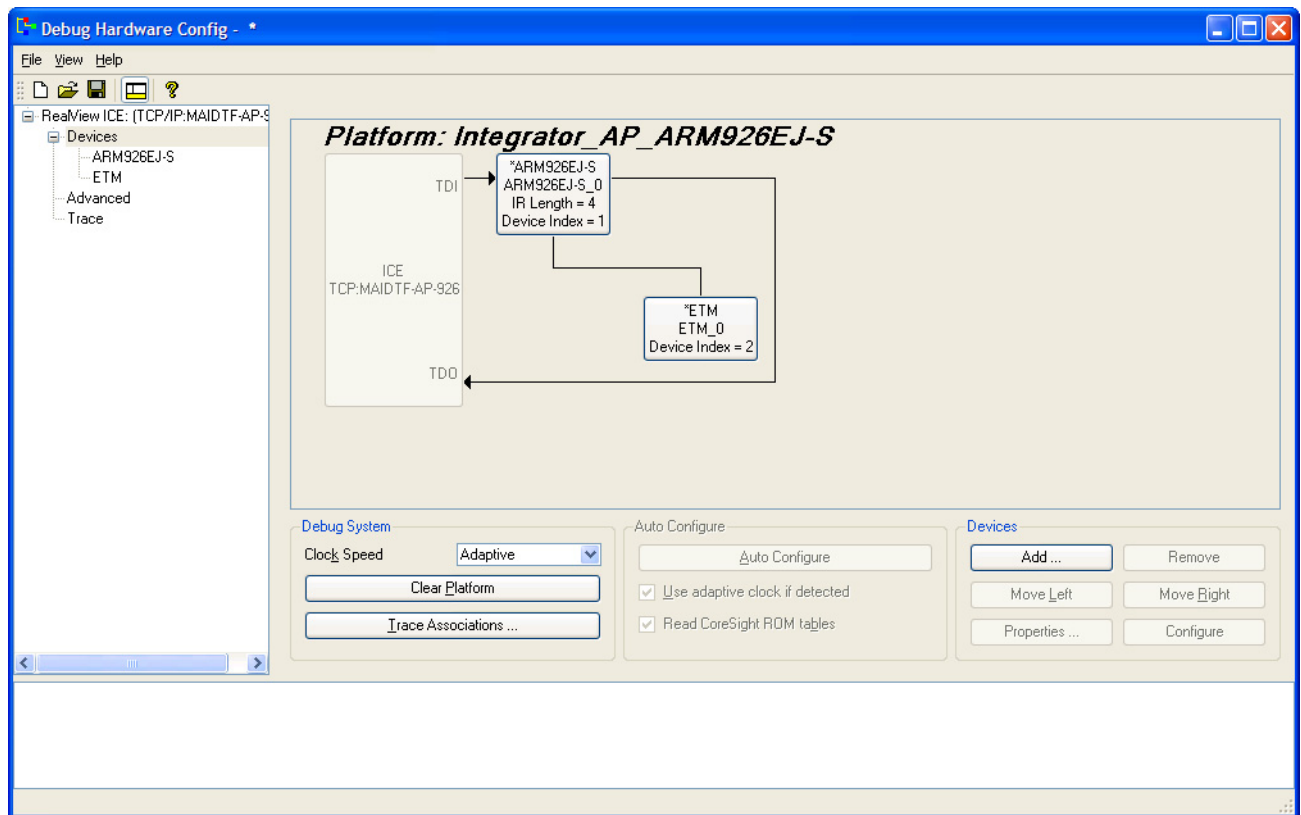 Debug Hardware Config - *
File View Help
RealView ICE: (TCP/IP:MAIDTF-AP-9
Devices
ARM926EJ-S
ETM
Advanced
Trace
Platform: Integrator_AP_ARM926EJ-S
TDI
ICE
TCP:MAIDTF-AP-926
TDO
*ARM926EJ-S
ARM926EJ-S_0
IR Length = 4
Device Index = 1
*ETM
ETM_0
Device Index = 2
Debug System
Clock Speed Adaptive
Clear Platform
Trace Associations ...
Auto Configure
Auto Configure
Use adaptive clock if detected
Read CoreSight ROM tables
Devices
Add ... Remove
Move Left Move Right
Properties ... Configure